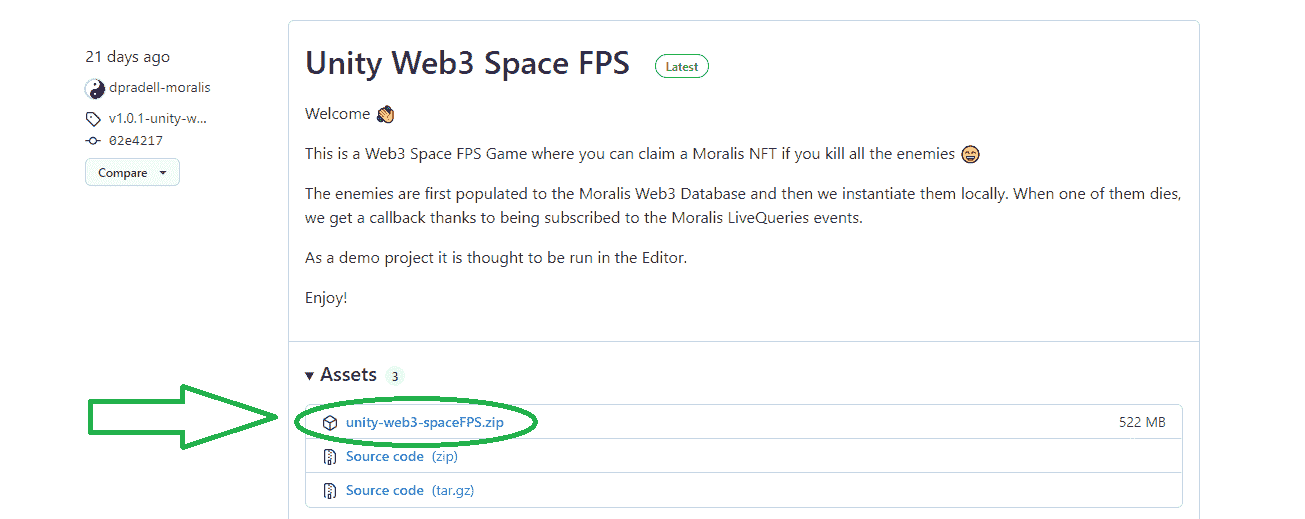 21 days ago
dpradell-moralis
v1.0.1-unity-w...
02e4217
Compare
Unity Web3 Space FPS
Latest
Welcome 👏
This is a Web3 Space FPS Game where you can claim a Moralis NFT if you kill all the enemies 😄
The enemies are first populated to the Moralis Web3 Database and then we instantiate them locally. When one of them dies,
we get a callback thanks to being subscribed to the Moralis LiveQueries events.
As a demo project it is thought to be run in the Editor.
Enjoy!
Assets 3
unity-web3-spaceFPS.zip 522 MB
Source code (zip)
Source code (tar.gz)